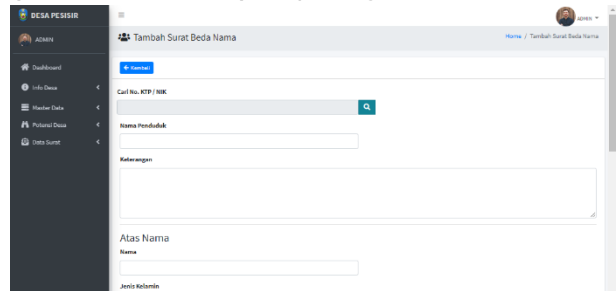 DESA PESISIR
ADMIN
ADMIN
Dashboard
Info Desa
Master Data
Potensi Desa
Data Surat
Tambah Surat Beda Nama
Home / Tambah Surat Beda Nama
Kembali
Cari No. KTP / NIK
Nama Penduduk
Keterangan
Atas Nama
Nama
Jenis Kelamin